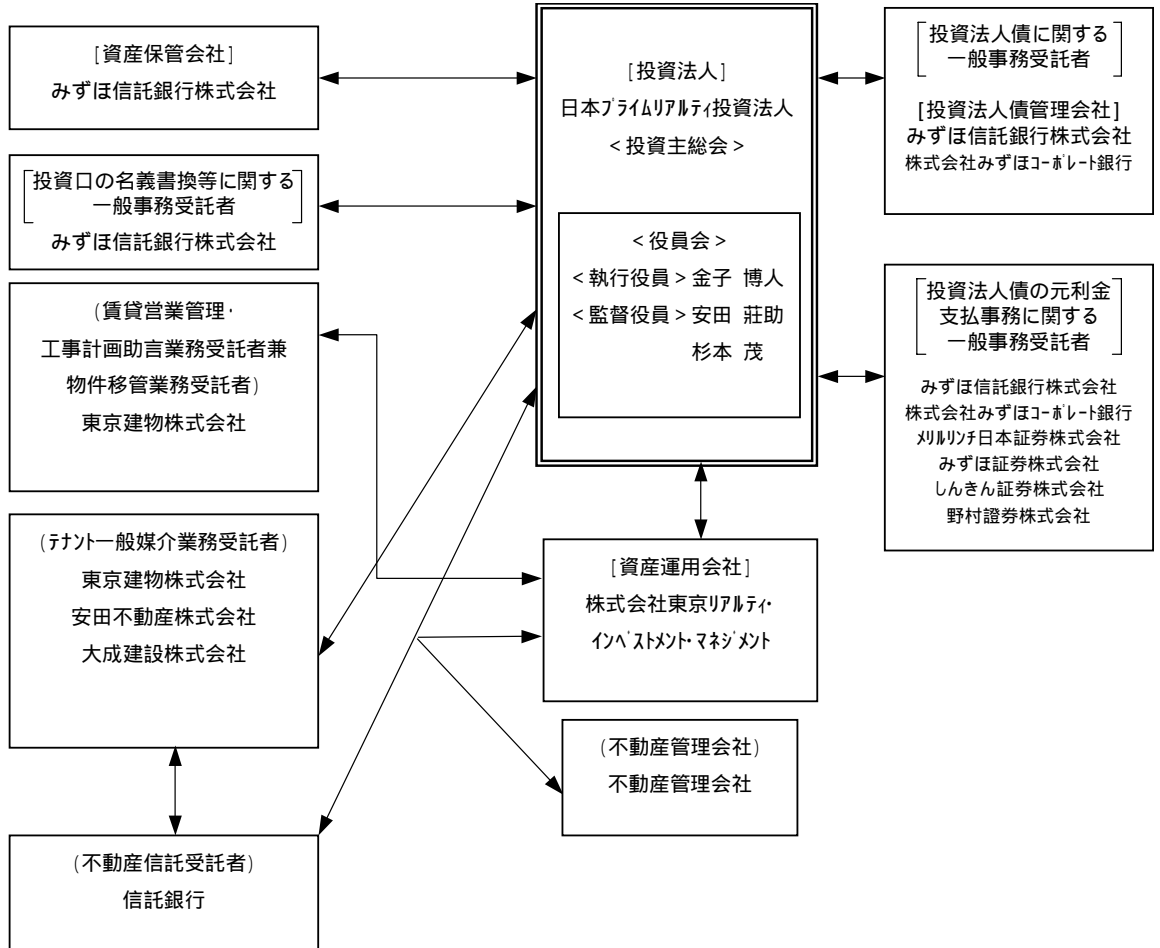 [資産保管会社]
みずほ信託銀行株式会社
投資口の名義書換等に関する
一般事務受託者
みずほ信託銀行株式会社
(賃貸営業管理・
工事計画助言業務受託者兼
物件移管業務受託者)
東京建物株式会社
(ﾃﾅﾝﾄ一般媒介業務受託者)
東京建物株式会社
安田不動産株式会社
大成建設株式会社
(不動産信託受託者)
信託銀行
[投資法人]
日本ﾌﾟﾗｲﾑﾘｱﾙﾃｨ投資法人
<投資主総会>
<役員会>
<執行役員>金子 博人
<監督役員>安田 莊助
杉本 茂
[資産運用会社]
株式会社東京ﾘｱﾙﾃｨ･
ｲﾝﾍﾞｽﾄﾒﾝﾄ･ﾏﾈｼﾞﾒﾝﾄ
(不動産管理会社)
不動産管理会社
投資法人債に関する
一般事務受託者
[投資法人債管理会社]
みずほ信託銀行株式会社
株式会社みずほｺｰﾎﾟﾚｰﾄ銀行
投資法人債の元利金
支払事務に関する
一般事務受託者
みずほ信託銀行株式会社
株式会社みずほｺｰﾎﾟﾚｰﾄ銀行
ﾒﾘﾙﾘﾝﾁ日本証券株式会社
みずほ証券株式会社
しんきん証券株式会社
野村證券株式会社